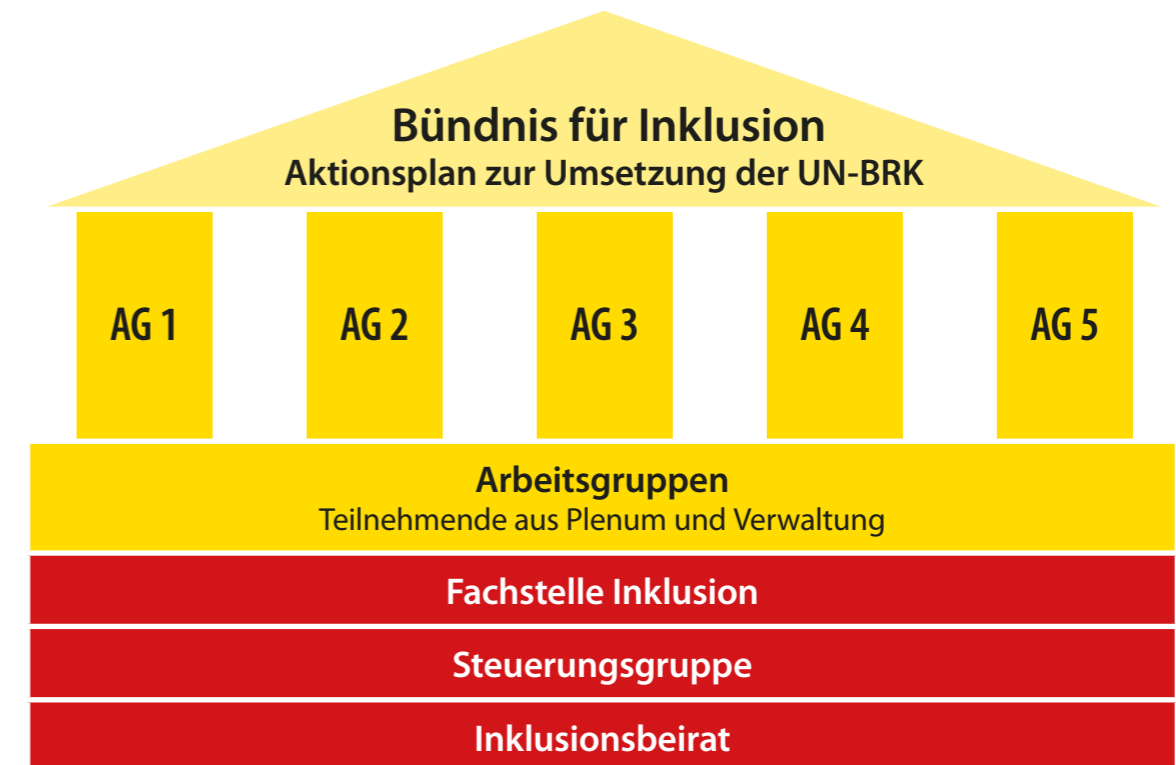 Bündnis für Inklusion
Aktionsplan zur Umsetzung der UN-BRK
AG 1
AG 2
AG 3
AG 4
AG 5
Arbeitsgruppen
Teilnehmende aus Plenum und Verwaltung
Fachstelle Inklusion
Steuerungsgruppe
Inklusionsbeirat